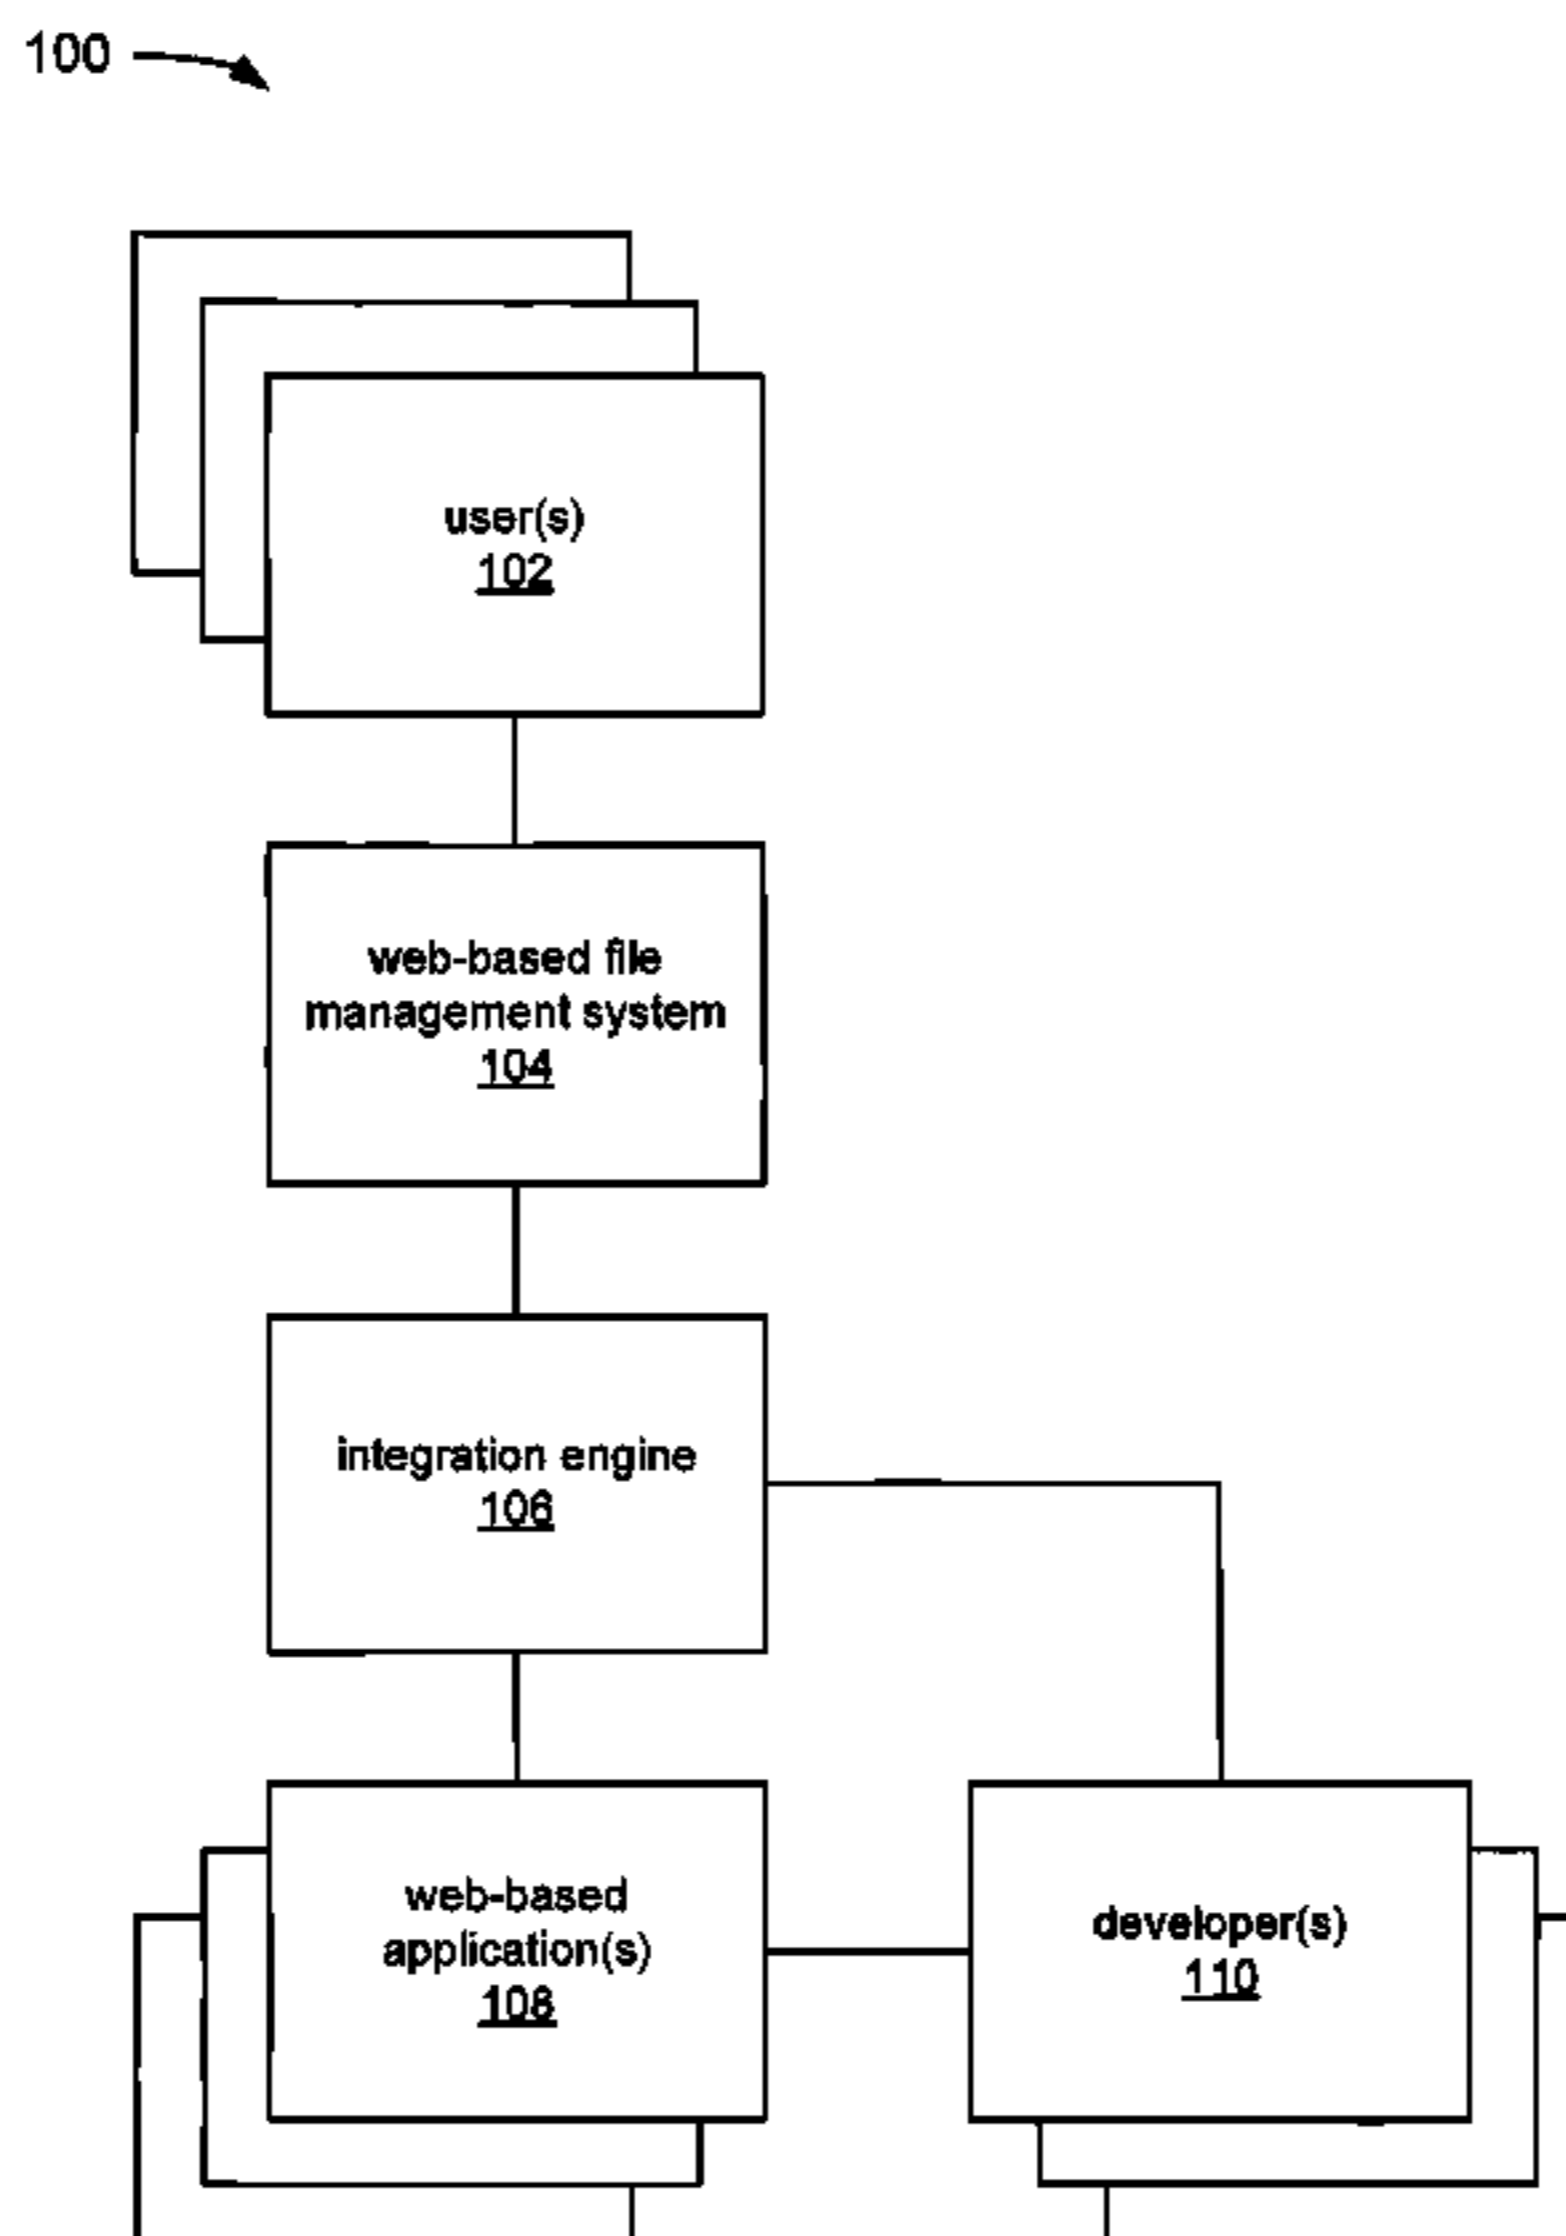 100
user(s)
102
web-based file
management system
104
integration engine
106
web-based
application(s)
108
developer(s)
110